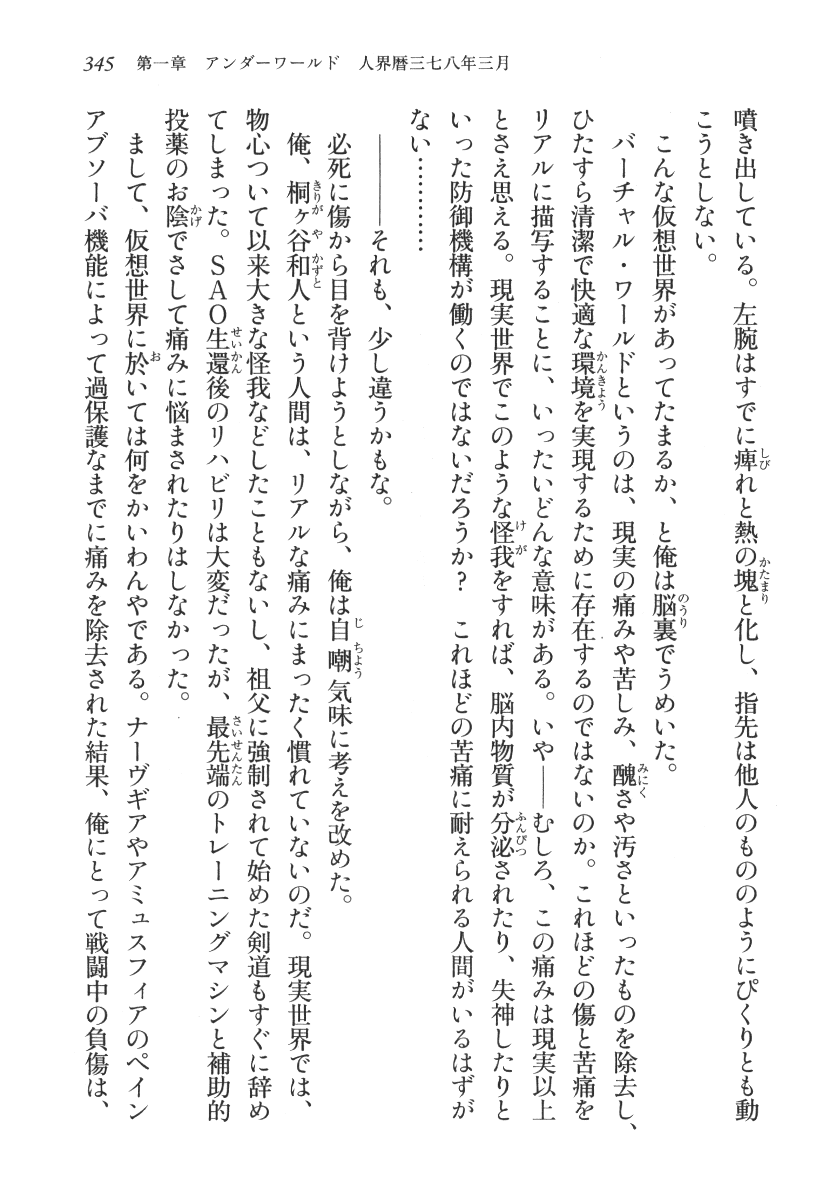 345 第一章 アンダーワールド 人界暦三七八年三月
噴き出している。左腕はすでに痺れと熱の塊と化し、指先は他人のもののようにぴくりとも動
こうとしない。
こんな仮想世界があってたまるか、と俺は脳裏でうめいた。
バーチャル・ワールドというのは、現実の痛みや苦しみ、醜さや汚さといったものを除去し、
ひたすら清潔で快適な環境を実現するために存在するのではないのか。これほどの傷と苦痛を
リアルに描写することに、いったいどんな意味がある。いや――むしろ、この痛みは現実以上
とさえ思える。現実世界でこのような怪我をすれば、脳内物質が分泌されたり、失神したりと
いった防御機構が働くのではないだろうか? これほどの苦痛に耐えられる人間がいるはずが
ない…………
――それも、少し違うかもな。
必死に傷から目を背けようとしながら、俺は自嘲気味に考えを改めた。
俺、桐ヶ谷和人という人間は、リアルな痛みにまったく慣れていないのだ。現実世界では、
物心ついて以来大きな怪我などしたこともないし、祖父に強制されて始めた剣道もすぐに辞め
てしまった。SAO生還後のリハビリは大変だったが、最先端のトレーニングマシンと補助的
投薬のお陰でさして痛みに悩まされたりはしなかった。
まして、仮想世界に於いては何をかいわんやである。ナーヴギアやアミュスフィアのペイン
アブソーバ機能によって過保護なまでに痛みを除去された結果、俺にとって戦闘中の負傷は、